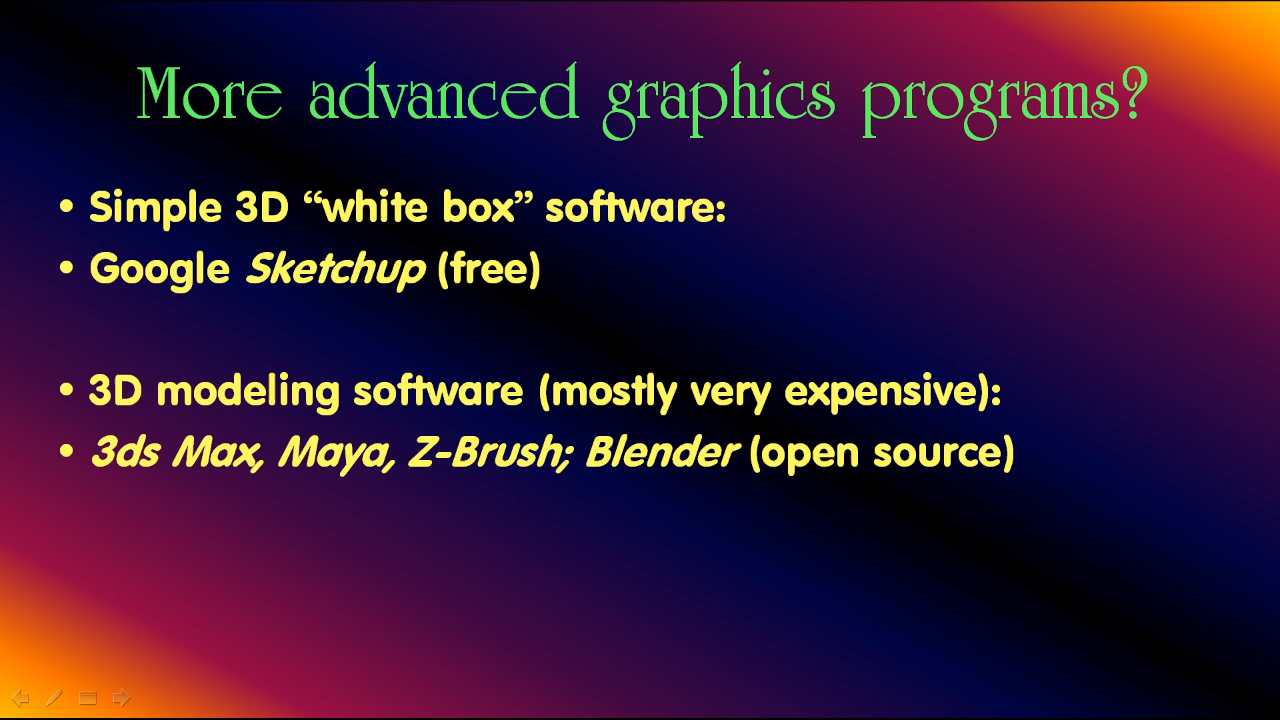 More advanced graphics programs?
• Simple 3D “white box” software:
• Google Sketchup (free)
• 3D modeling software (mostly very expensive):
• 3ds Max, Maya, Z-Brush; Blender (open source)